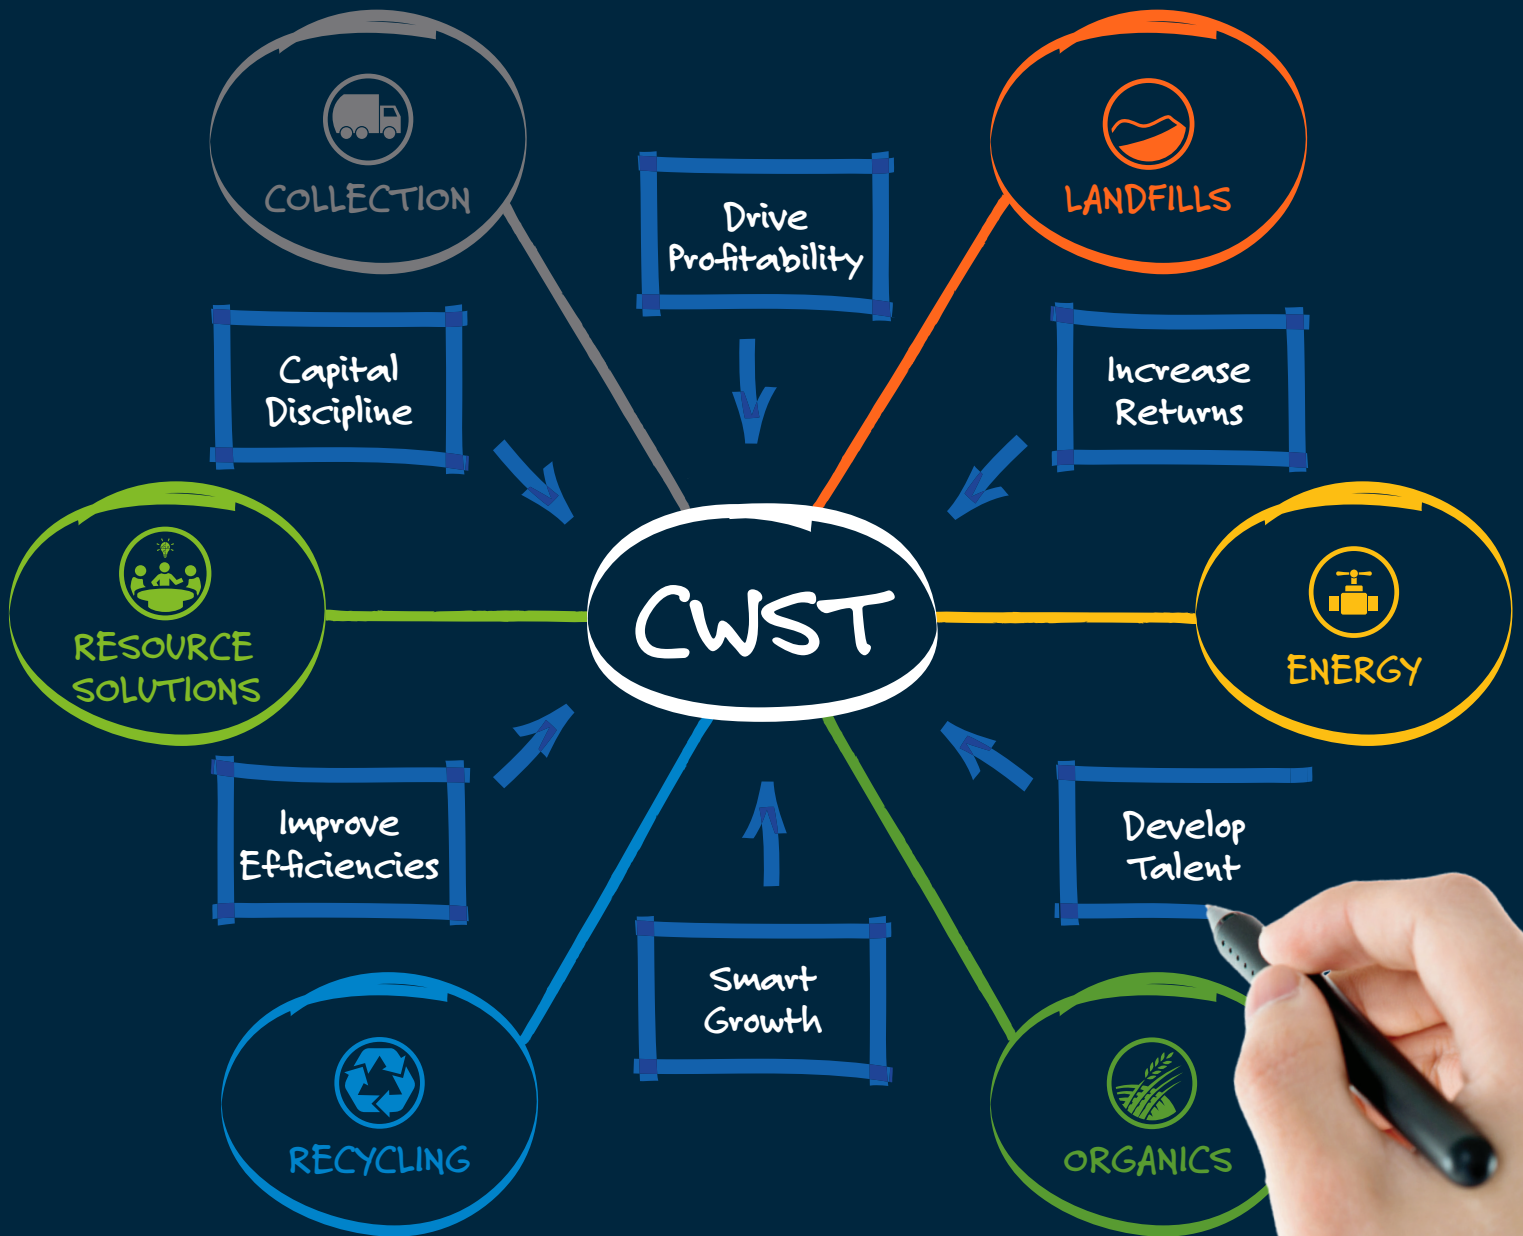 COLLECTION
LANDFILLS
Drive
Profitability
Capital
Discipline
Increase
Returns
CWST
RESOURCE
SOLUTIONS
ENERGY
Improve
Efficiencies
Develop
Talent
Smart
Growth
RECYCLING
ORGANICS